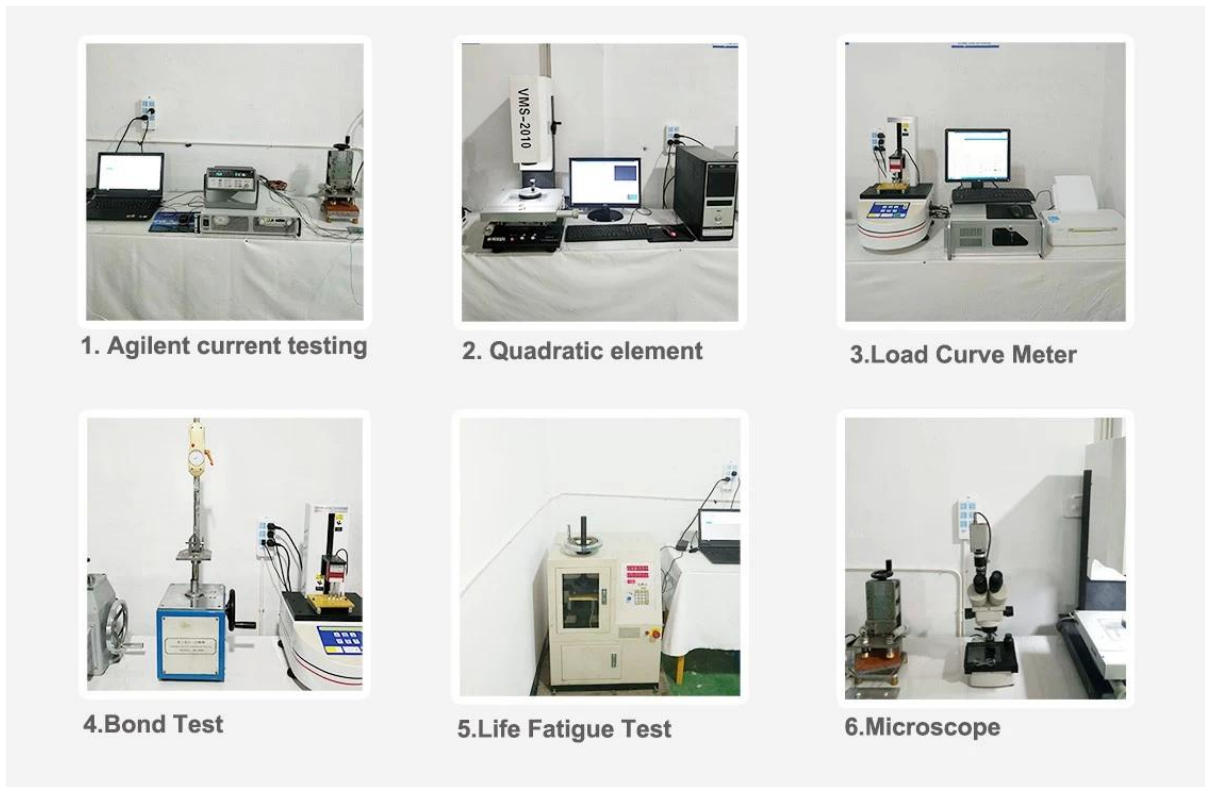 VMS-2010
1. Agilent current testing
2. Quadratic element
3.Load Curve Meter
4.Bond Test
5.Life Fatigue Test
6.Microscope